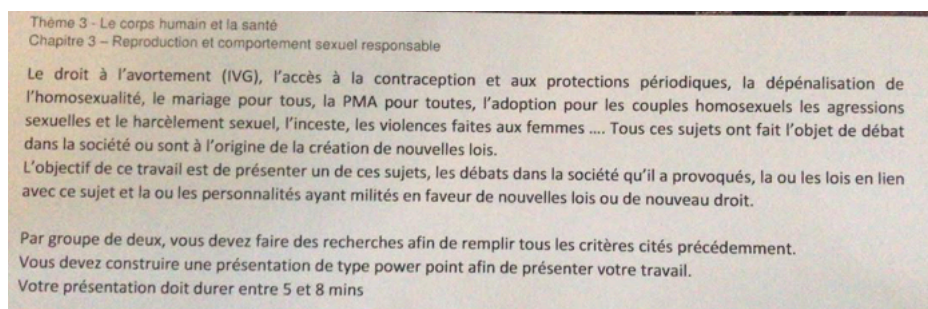 Thème 3 - Le corps humain et la santé
Chapitre 3 – Reproduction et comportement sexuel responsable
Le droit à l'avortement (IVG), l'accès à la contraception et aux protections périodiques, la dépénalisation de
l'homosexualité, le mariage pour tous, la PMA pour toutes, l'adoption pour les couples homosexuels les agressions
sexuelles et le harcèlement sexuel, l'inceste, les violences faites aux femmes .... Tous ces sujets ont fait l'objet de débat
dans la société ou sont à l'origine de la création de nouvelles lois.
L'objectif de ce travail est de présenter un de ces sujets, les débats dans la société qu'il a provoqués, la ou les lois en lien
avec ce sujet et la ou les personnalités ayant milités en faveur de nouvelles lois ou de nouveau droit.
Par groupe de deux, vous devez faire des recherches afin de remplir tous les critères cités précédemment.
Vous devez construire une présentation de type power point afin de présenter votre travail.
Votre présentation doit durer entre 5 et 8 mins